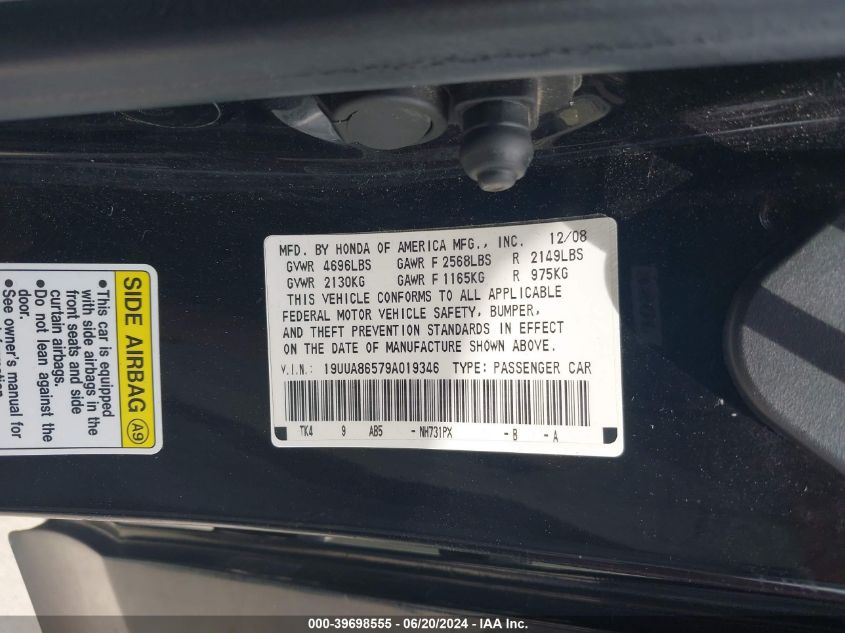 MFD. BY HONDA OF AMERICA MFG., INC. 12/08
GVWR 4696LBS GAWR F 2568LBS R 2149LBS
GVWR 2130KG GAWR F 1165KG R 975KG
THIS VEHICLE CONFORMS TO ALL APPLICABLE
FEDERAL MOTOR VEHICLE SAFETY, BUMPER,
AND THEFT PREVENTION STANDARDS IN EFFECT
ON THE DATE OF MANUFACTURE SHOWN ABOVE.
V.I.N.: 19UUA86579A019346 TYPE: PASSENGER CAR
TK4 9 AB5 - NH731PX - B - A
SIDE AIRBAG A9
• This car is equipped
with side airbags in the
front seats and side
curtain airbags.
• Do not lean against the
door.
• See owner's manual for
000-39698555 - 06/20/2024 - IAA Inc.